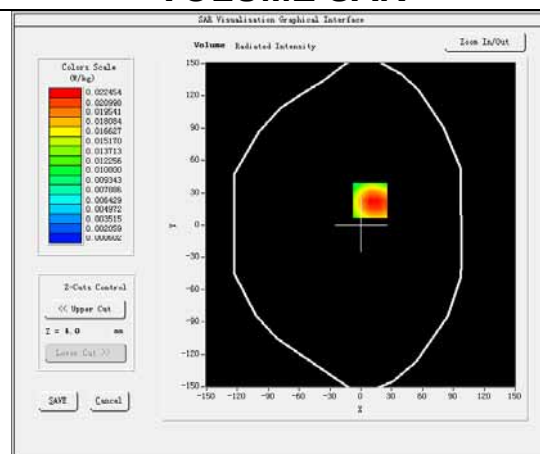 VOLUME SAR
SAR Visualisation Graphical Interface
Volume Radiated Intensity
Zoom In/Out
Colors Scale
(W/kg)
0.022454
0.020998
0.019541
0.018084
0.016627
0.015170
0.013713
0.012256
0.010800
0.009343
0.007886
0.006429
0.004972
0.003515
0.002059
0.000602
Z-Cuts Control
<< Upper Cut
Z = 4.0 mm
Lower Cut >>
SAVE
Cancel
150
120
90
60
30
0
-30
-60
-90
-120
-150
Y
-150 -120 -90 -60 -30 0 30 60 90 120 150
X